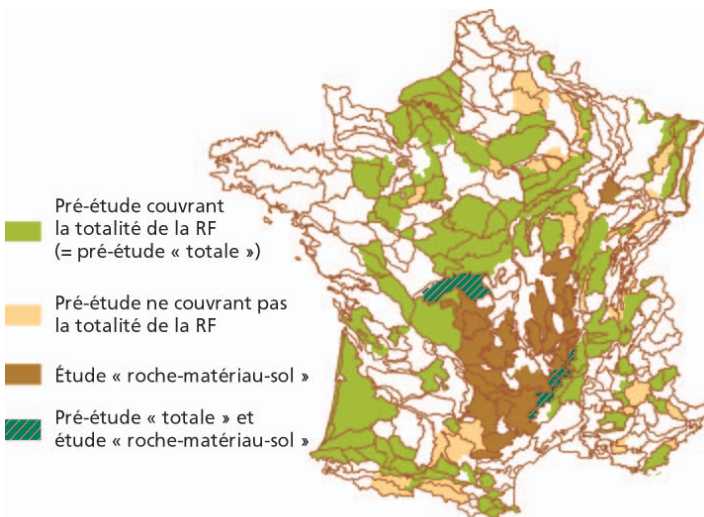 Pré-étude couvrant
la totalité de la RF
(= pré-étude « totale »)
Pré-étude ne couvrant pas
la totalité de la RF
Étude « roche-matériau-sol »
Pré-étude « totale » et
étude « roche-matériau-sol »